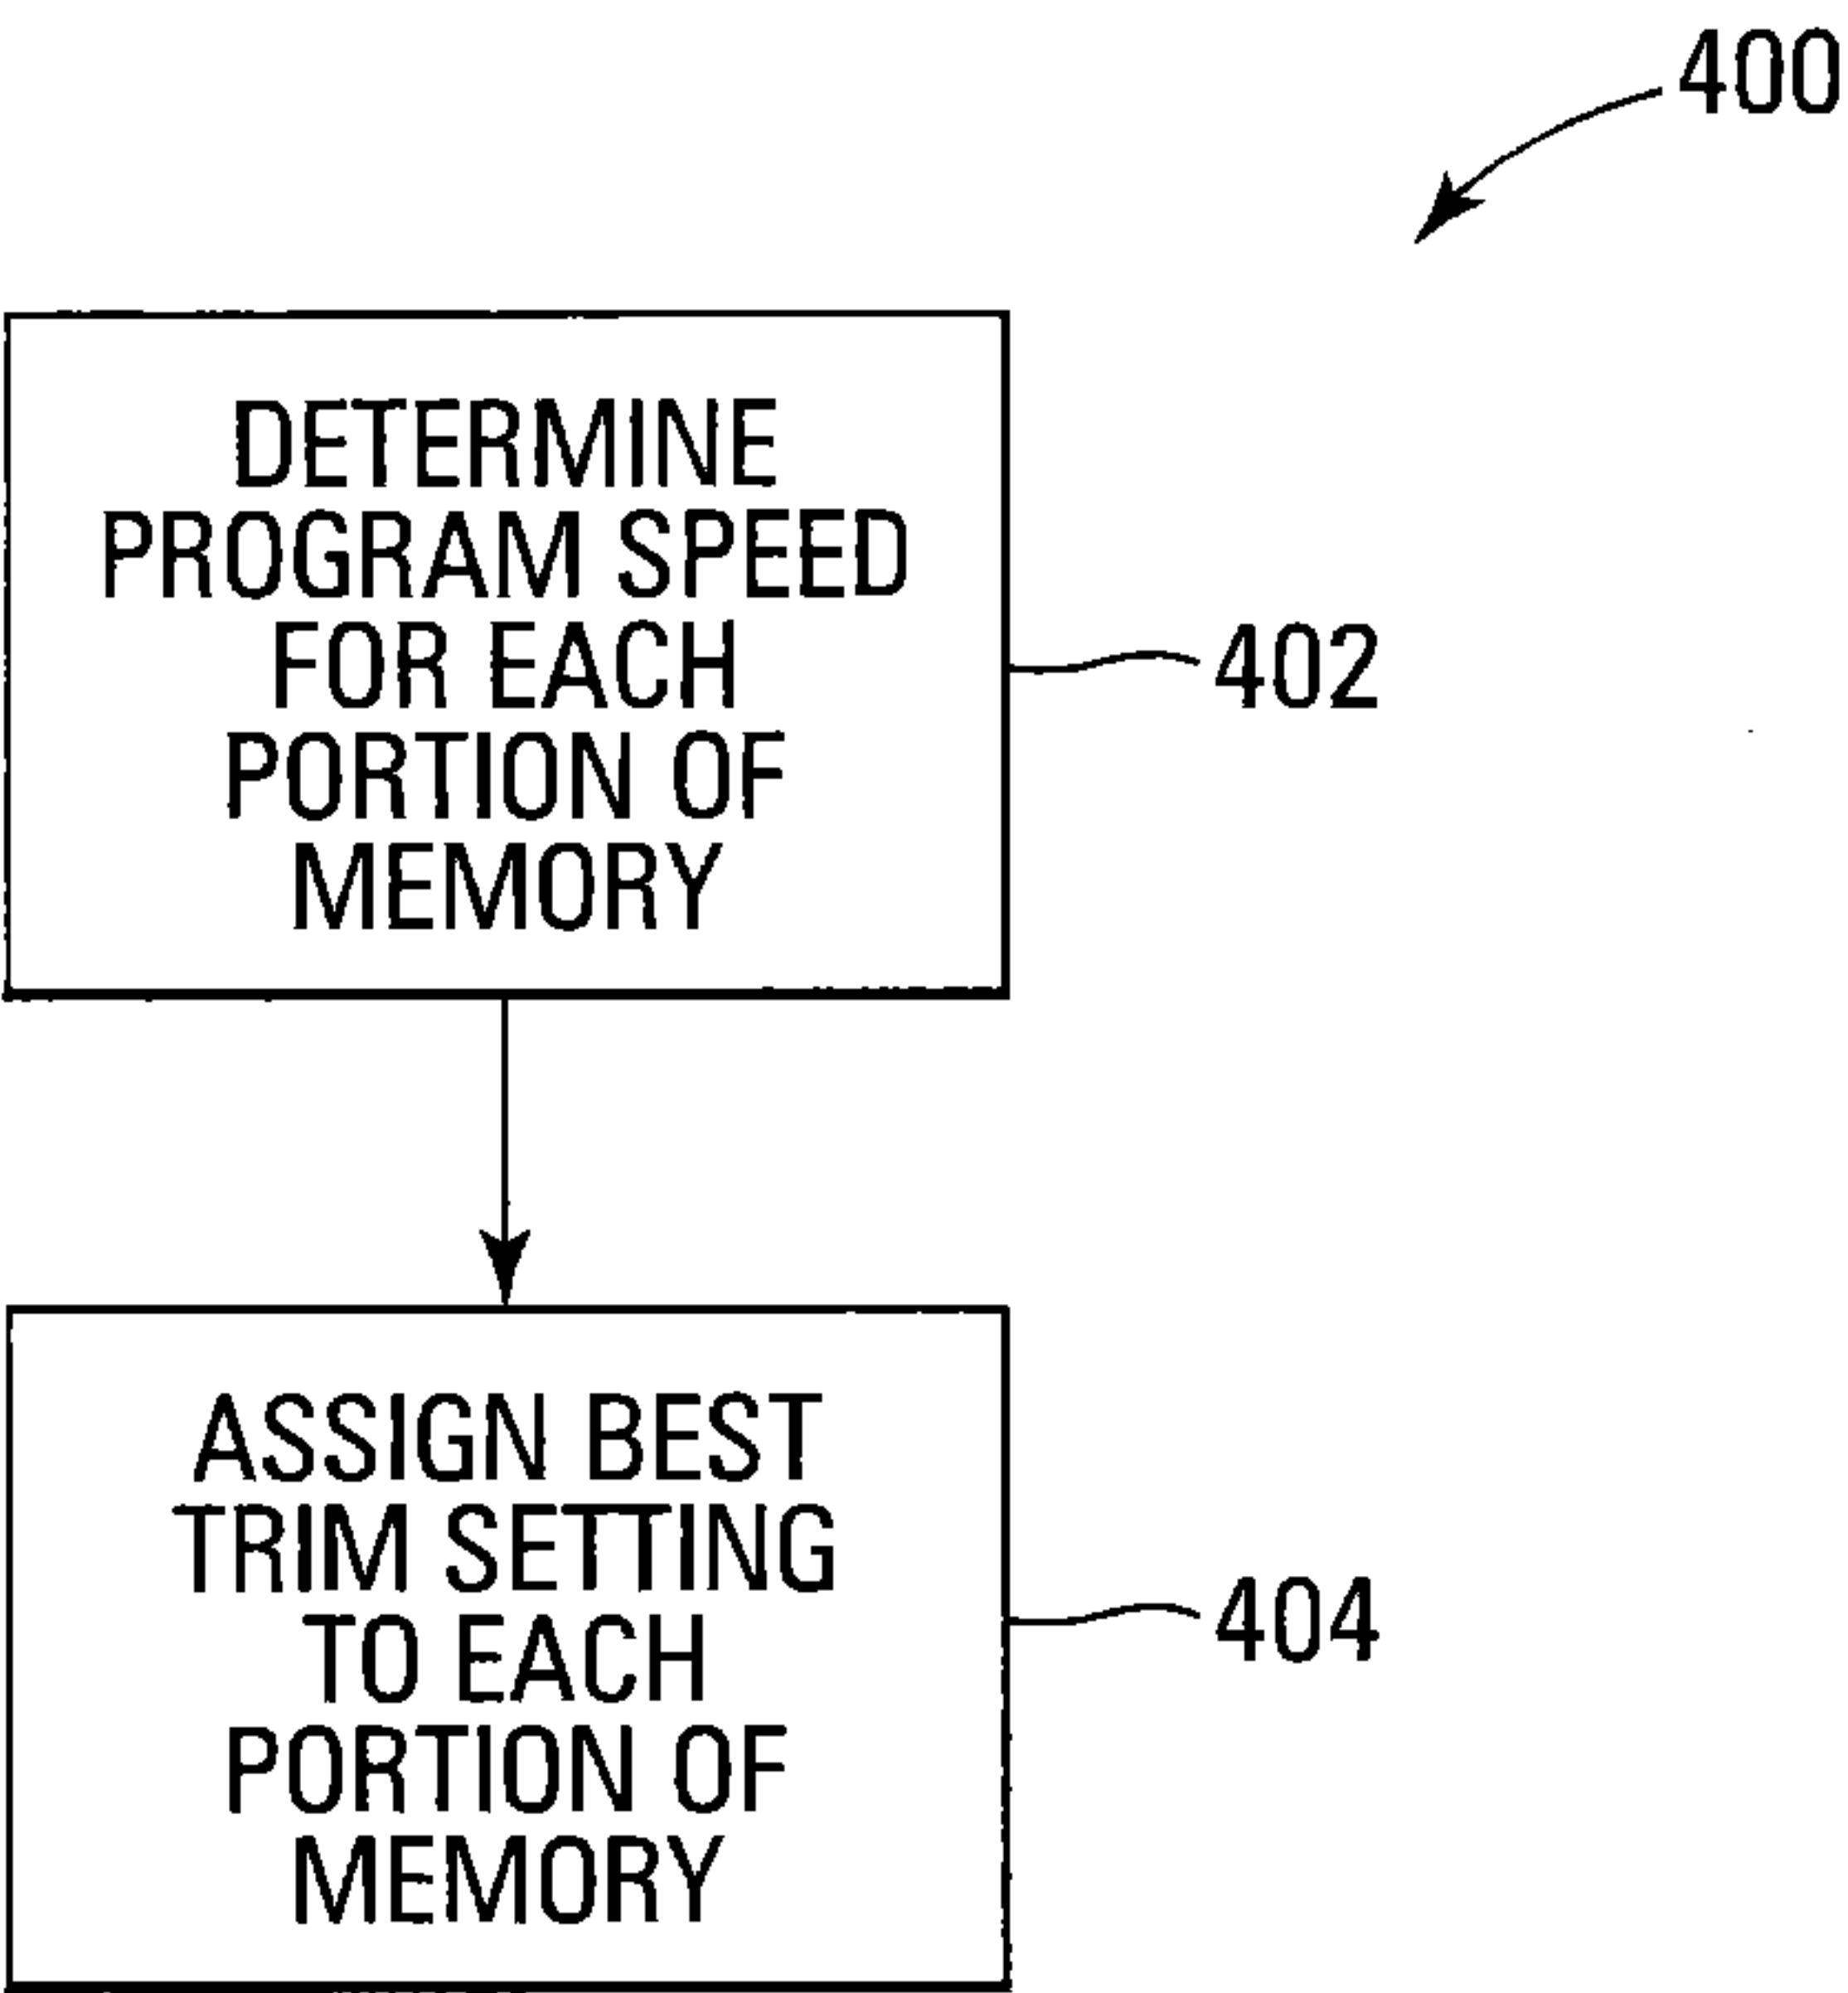 400
DETERMINE
PROGRAM SPEED
FOR EACH
PORTION OF
MEMORY
402
ASSIGN BEST
TRIM SETTING
TO EACH
PORTION OF
MEMORY
404